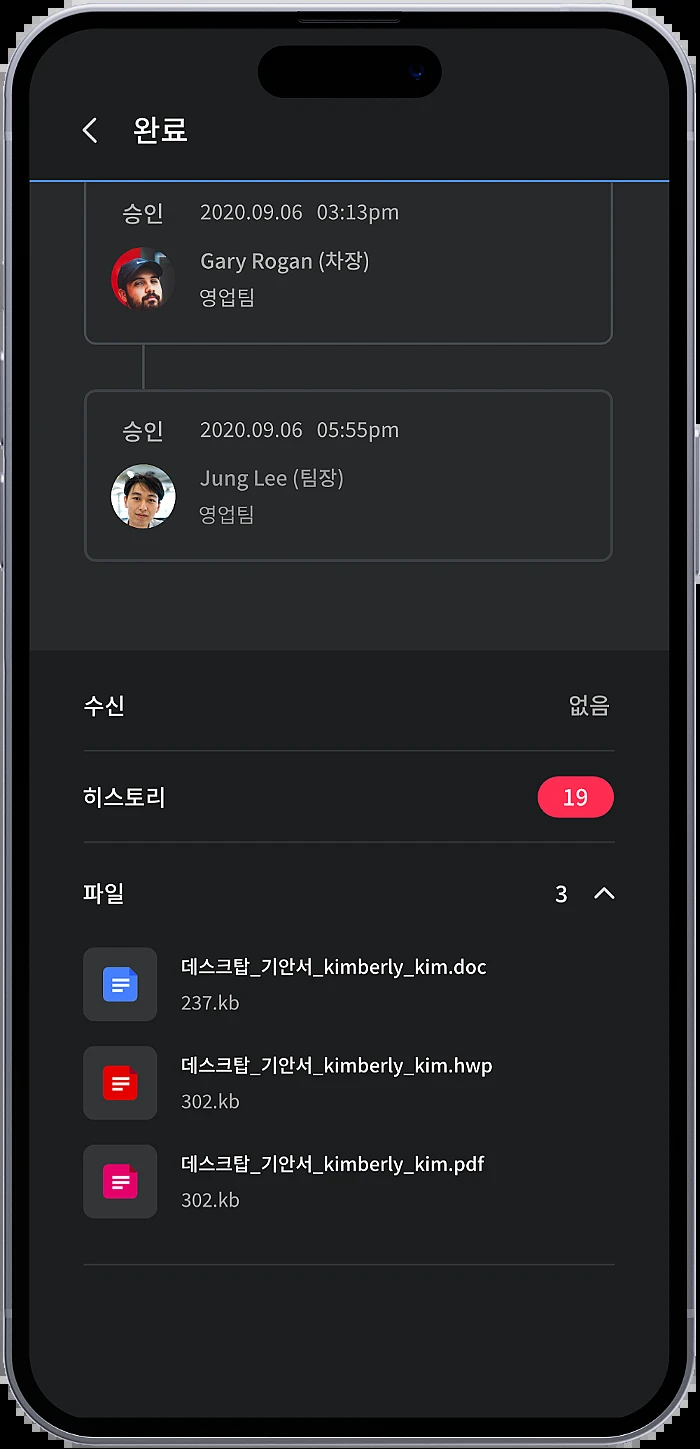 완료
승인 2020.09.06 03:13pm
Gary Rogan (차장)
영업팀
승인 2020.09.06 05:55pm
Jung Lee (팀장)
영업팀
수신 없음
히스토리 19
파일 3
데스크탑_기안서_kimberly_kim.doc
237.kb
데스크탑_기안서_kimberly_kim.hwp
302.kb
데스크탑_기안서_kimberly_kim.pdf
302.kb